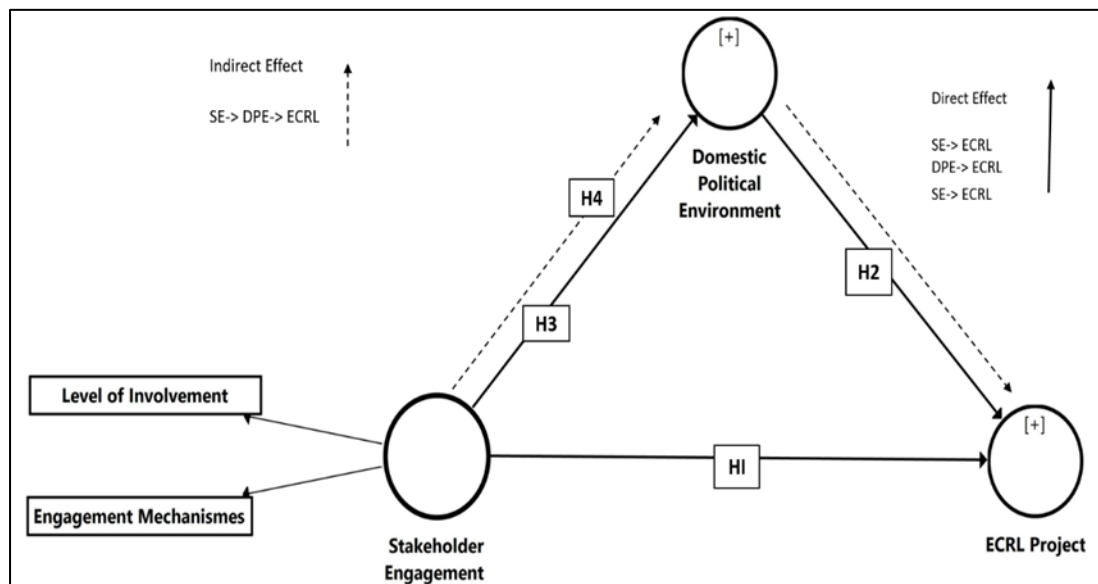 [+]
Indirect Effect
SE-> DPE-> ECRL
Direct Effect
SE-> ECRL
DPE-> ECRL
SE-> ECRL
Domestic
Political
Environment
H4
H2
H3
Level of Involvement
[+]
HI
Engagement Mechanismes
Stakeholder
Engagement
ECRL Project